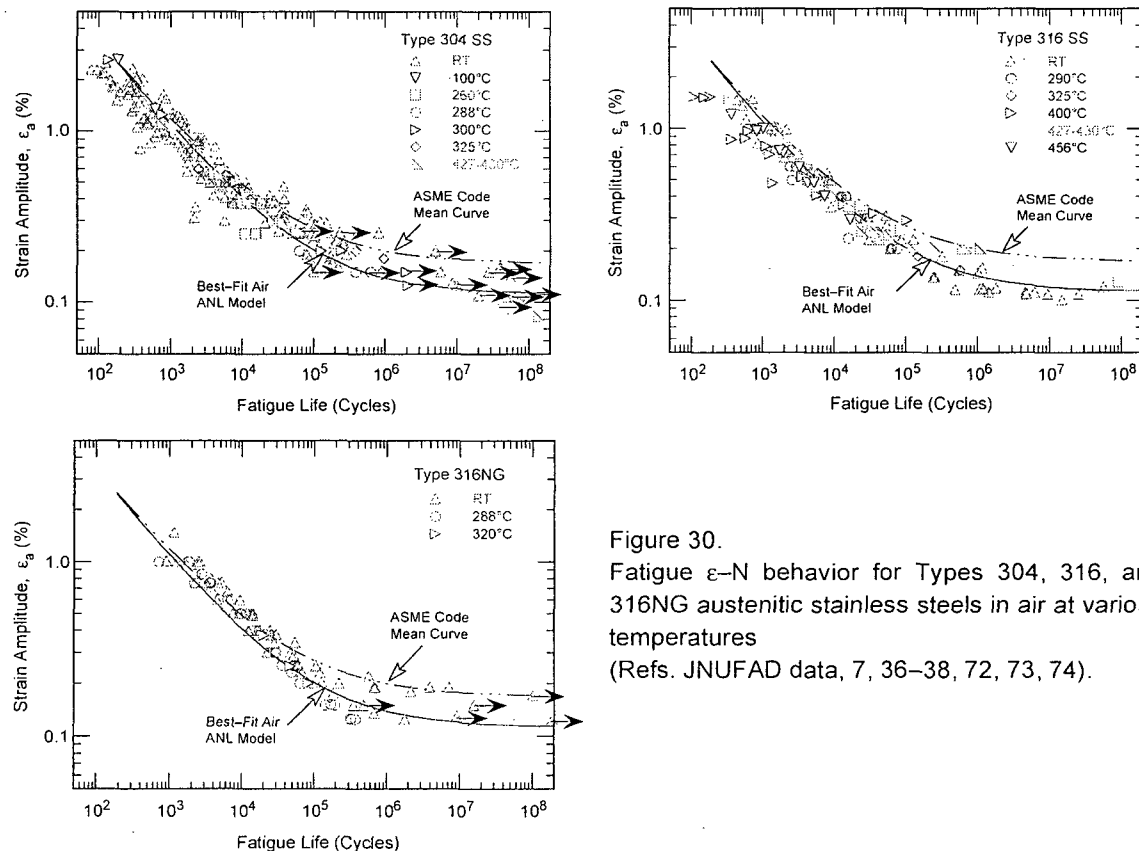 Type 304 SS
RT
100°C
260°C
288°C
300°C
325°C
427-430°C
Strain Amplitude, εa (%)
1.0
0.1
ASME Code
Mean Curve
Best–Fit Air
ANL Model
10² 10³ 10⁴ 10⁵ 10⁶ 10⁷ 10⁸
Fatigue Life (Cycles)
Type 316 SS
RT
290°C
325°C
400°C
427-430°C
456°C
Strain Amplitude, εa (%)
1.0
0.1
ASME Code
Mean Curve
Best–Fit Air
ANL Model
10² 10³ 10⁴ 10⁵ 10⁶ 10⁷ 10⁸
Fatigue Life (Cycles)
Type 316NG
RT
288°C
320°C
Strain Amplitude, εa (%)
1.0
0.1
ASME Code
Mean Curve
Best–Fit Air
ANL Model
10² 10³ 10⁴ 10⁵ 10⁶ 10⁷ 10⁸
Fatigue Life (Cycles)
Figure 30.
Fatigue ε–N behavior for Types 304, 316, an
316NG austenitic stainless steels in air at vario
temperatures
(Refs. JNUFAD data, 7, 36–38, 72, 73, 74).